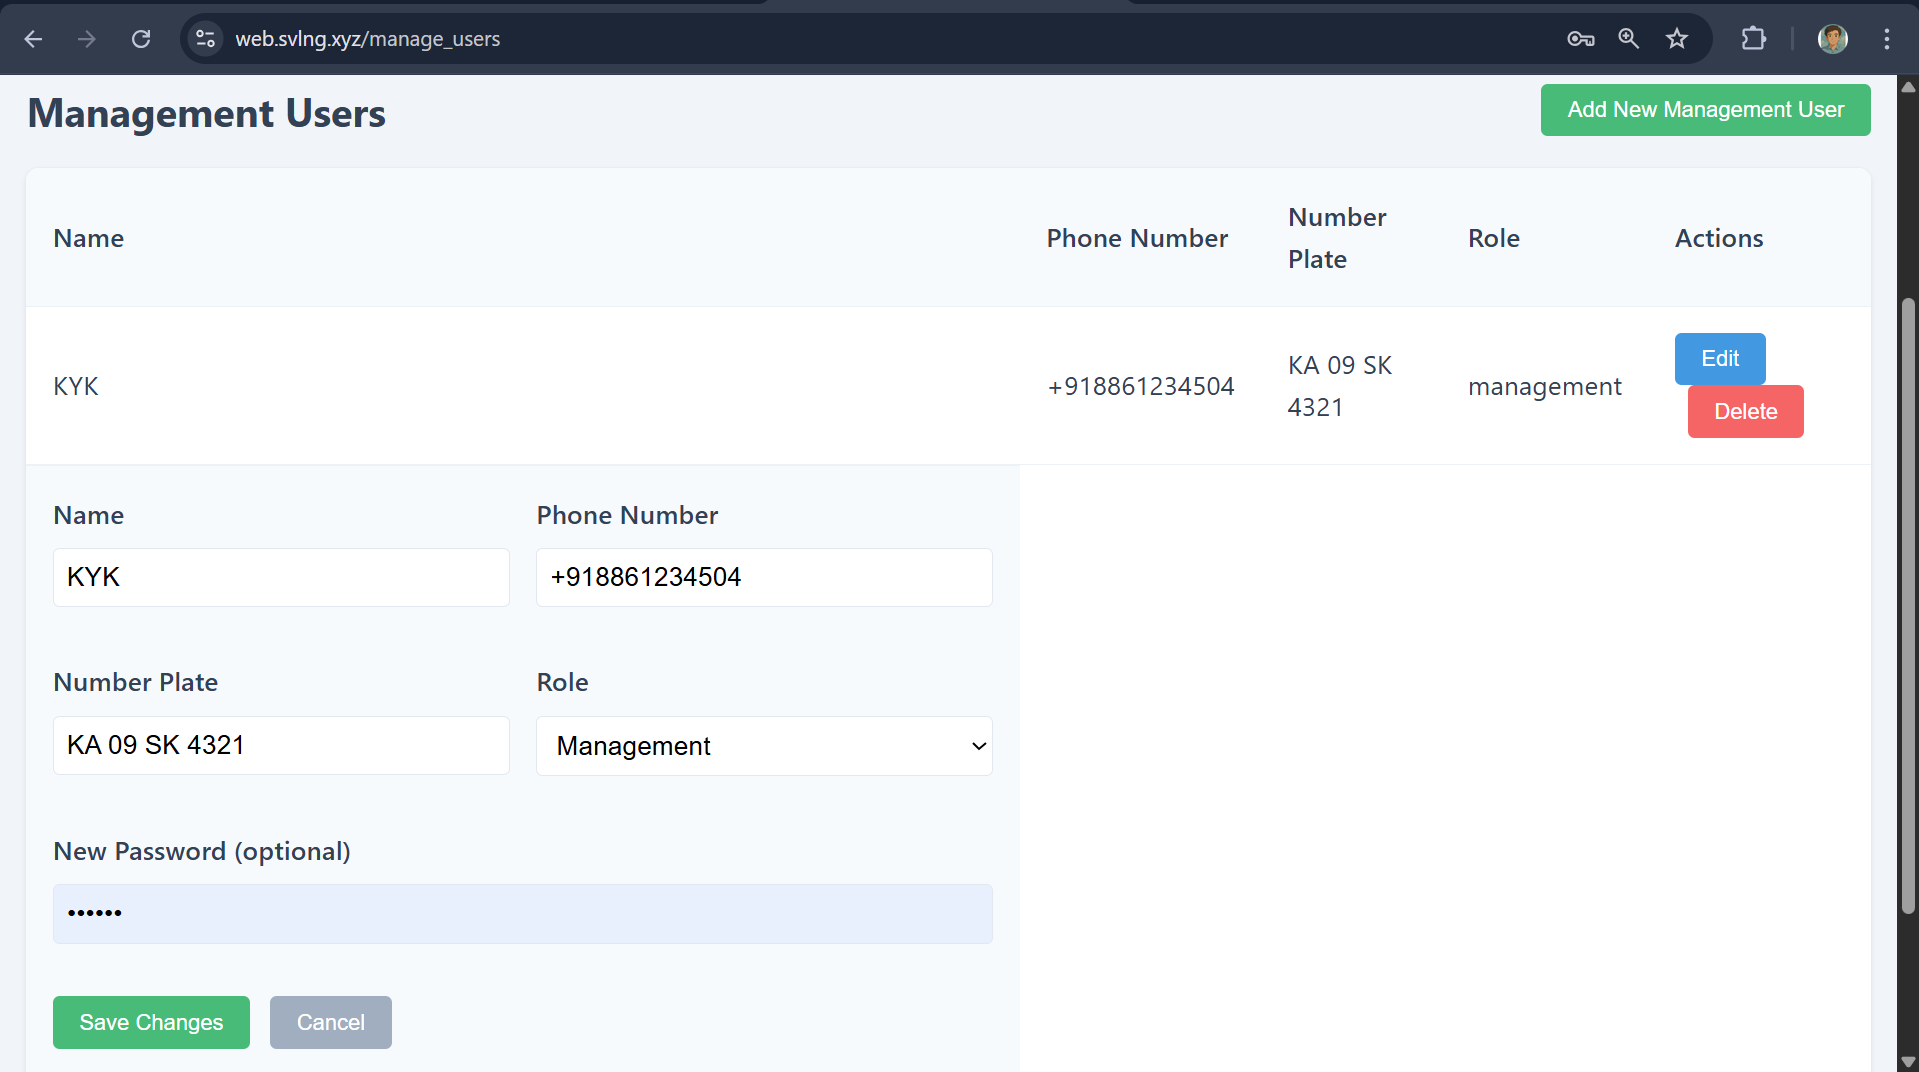 web.svlng.xyz/manage_users
Management Users
Add New Management User
Name
Phone Number
Number
Plate
Role
Actions
KYK
+918861234504
KA 09 SK
4321
management
Edit
Delete
Name
Phone Number
KYK
+918861234504
Number Plate
Role
KA 09 SK 4321
Management
New Password (optional)
••••••
Save Changes
Cancel